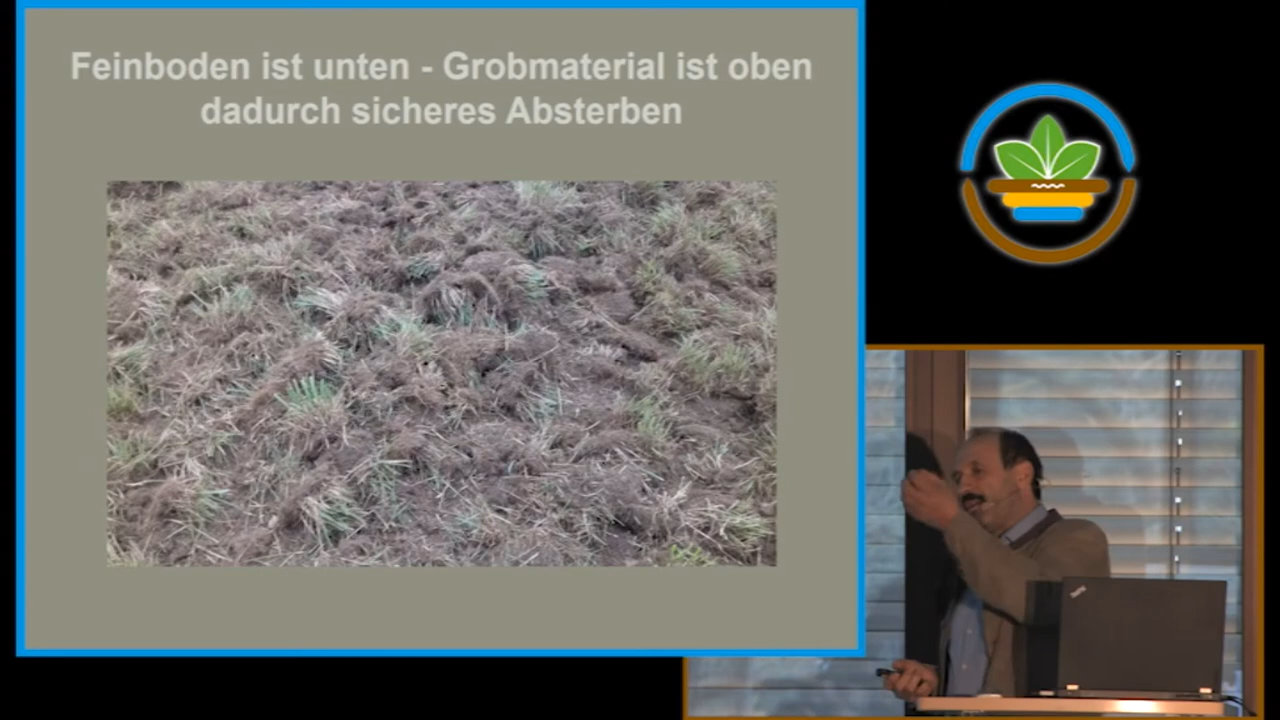 Feinboden ist unten - Grobmaterial ist oben
dadurch sicheres Absterben